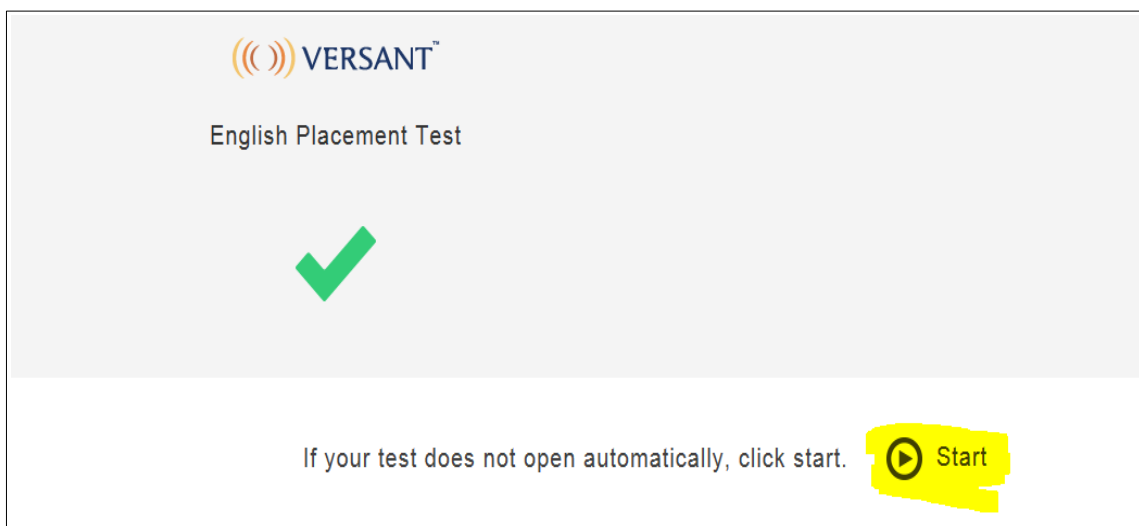 VERSANT™
English Placement Test
If your test does not open automatically, click start. Start